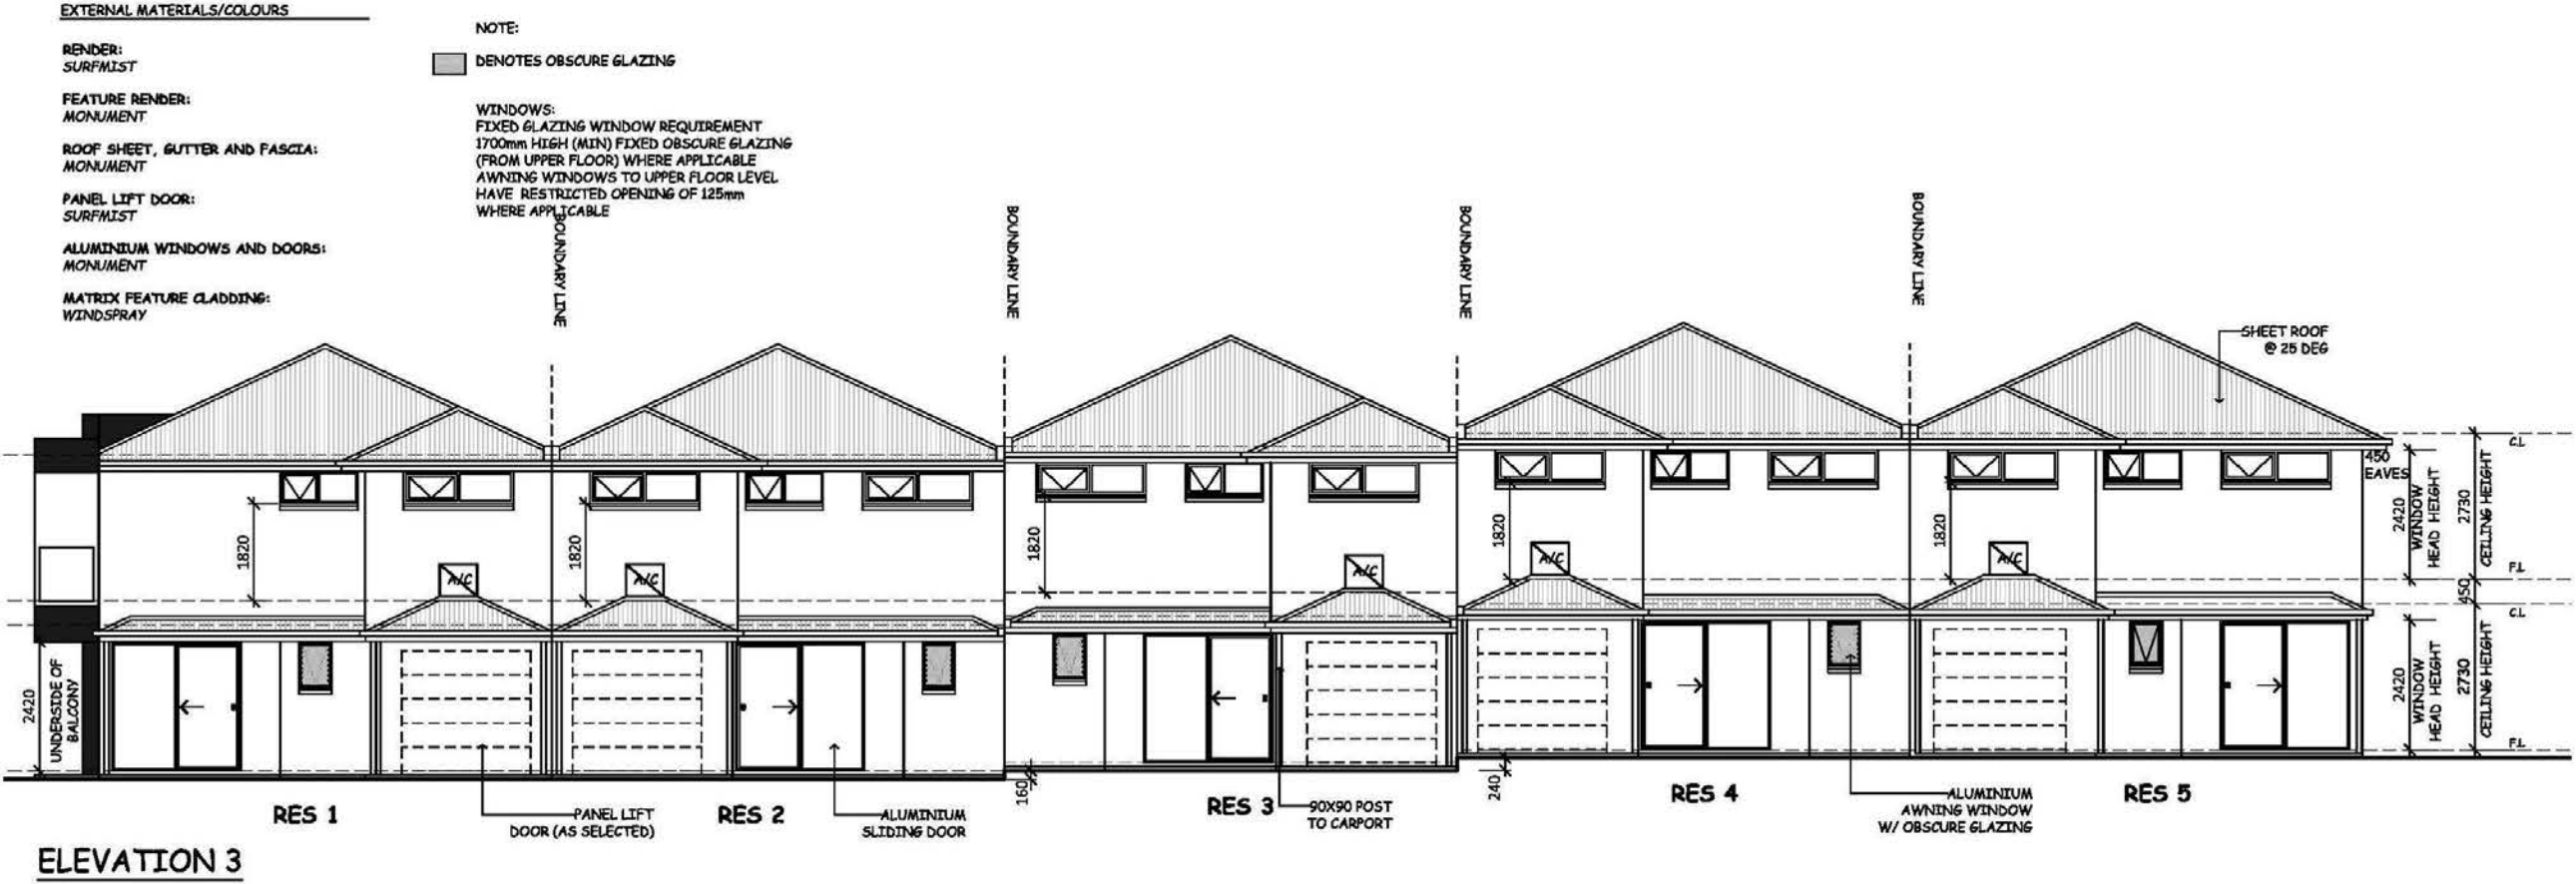 EXTERNAL MATERIALS/COLOURS
RENDER:
SURFMIST
FEATURE RENDER:
MONUMENT
ROOF SHEET, GUTTER AND FASCIA:
MONUMENT
PANEL LIFT DOOR:
SURFMIST
ALUMINIUM WINDOWS AND DOORS:
MONUMENT
MATRIX FEATURE CLADDING:
WINDSPRAY
NOTE:
DENOTES OBSCURE GLAZING
WINDOWS:
FIXED GLAZING WINDOW REQUIREMENT
1700mm HIGH (MIN) FIXED OBSCURE GLAZING
(FROM UPPER FLOOR) WHERE APPLICABLE
AWNING WINDOWS TO UPPER FLOOR LEVEL
HAVE RESTRICTED OPENING OF 125mm
WHERE APPLICABLE
BOUNDARY LINE
BOUNDARY LINE
BOUNDARY LINE
BOUNDARY LINE
SHEET ROOF
@ 25 DEG
450
EAVES
1820
1820
1820
1820
1820
A/C
A/C
A/C
A/C
A/C
2420
WINDOW
HEAD HEIGHT
2730
CEILING HEIGHT
C.L
F.L
450
C.L
2420
WINDOW
HEAD HEIGHT
2730
CEILING HEIGHT
F.L
2420
UNDERSIDE OF
BALCONY
160
240
RES 1
PANEL LIFT
DOOR (AS SELECTED)
RES 2
ALUMINIUM
SLIDING DOOR
RES 3
90X90 POST
TO CARPORT
RES 4
ALUMINIUM
AWNING WINDOW
W/ OBSCURE GLAZING
RES 5
ELEVATION 3